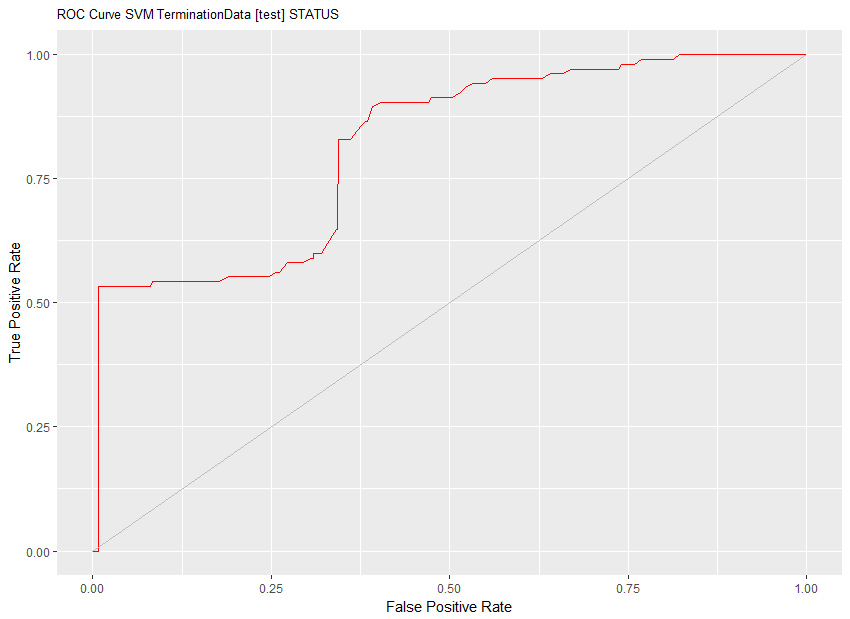 ROC Curve SVM TerminationData [test] STATUS
1.00
0.75
0.50
0.25
0.00
True Positive Rate
0.00 0.25 0.50 0.75 1.00
False Positive Rate